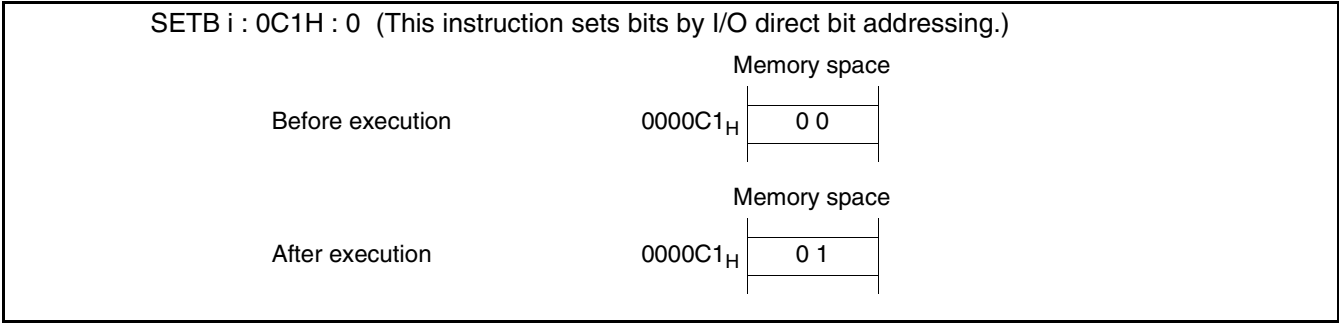 SETB i : 0C1H : 0 (This instruction sets bits by I/O direct bit addressing.)
Memory space
Before execution 0000C1H 0 0
Memory space
After execution 0000C1H 0 1